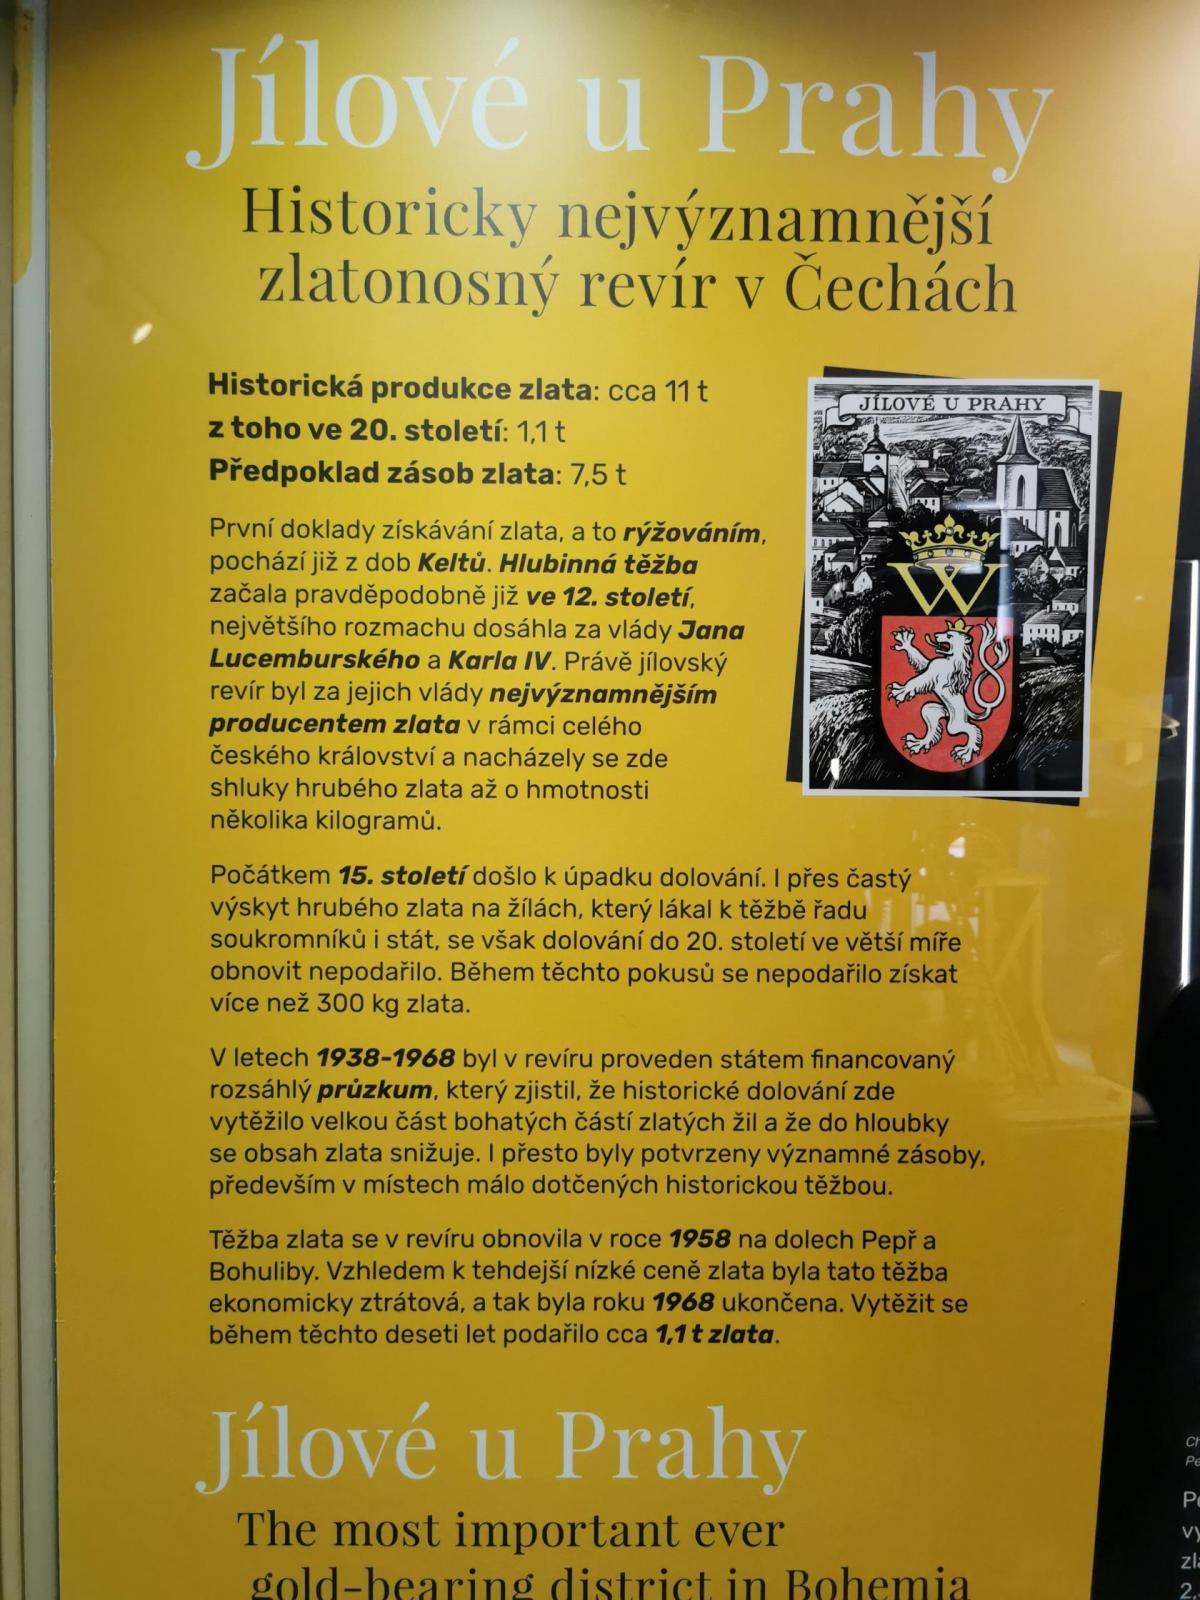 Jílové u Prahy
Historicky nejvýznamnější
zlatonosný revír v Čechách
Historická produkce zlata: cca 11 t
z toho ve 20. století: 1,1 t
Předpoklad zásob zlata: 7,5 t
JÍLOVÉ U PRAHY
W
První doklady získávání zlata, a to rýžováním,
pochází již z dob Keltů. Hlubinná těžba
začala pravděpodobně již ve 12. století,
největšího rozmachu dosáhla za vlády Jana
Lucemburského a Karla IV. Právě jílovský
revír byl za jejich vlády nejvýznamnějším
producentem zlata v rámci celého
českého království a nacházely se zde
shluky hrubého zlata až o hmotnosti
několika kilogramů.
Počátkem 15. století došlo k úpadku dolování. I přes častý
výskyt hrubého zlata na žílách, který lákal k těžbě řadu
soukromníků i stát, se však dolování do 20. století ve větší míře
obnovit nepodařilo. Během těchto pokusů se nepodařilo získat
více než 300 kg zlata.
V letech 1938-1968 byl v revíru proveden státem financovaný
rozsáhlý průzkum, který zjistil, že historické dolování zde
vytěžilo velkou část bohatých částí zlatých žil a že do hloubky
se obsah zlata snižuje. I přesto byly potvrzeny významné zásoby,
především v místech málo dotčených historickou těžbou.
Těžba zlata se v revíru obnovila v roce 1958 na dolech Pepř a
Bohuliby. Vzhledem k tehdejší nízké ceně zlata byla tato těžba
ekonomicky ztrátová, a tak byla roku 1968 ukončena. Vytěžit se
během těchto deseti let podařilo cca 1,1 t zlata.
Jílové u Prahy
The most important ever
gold-bearing district in Bohemia